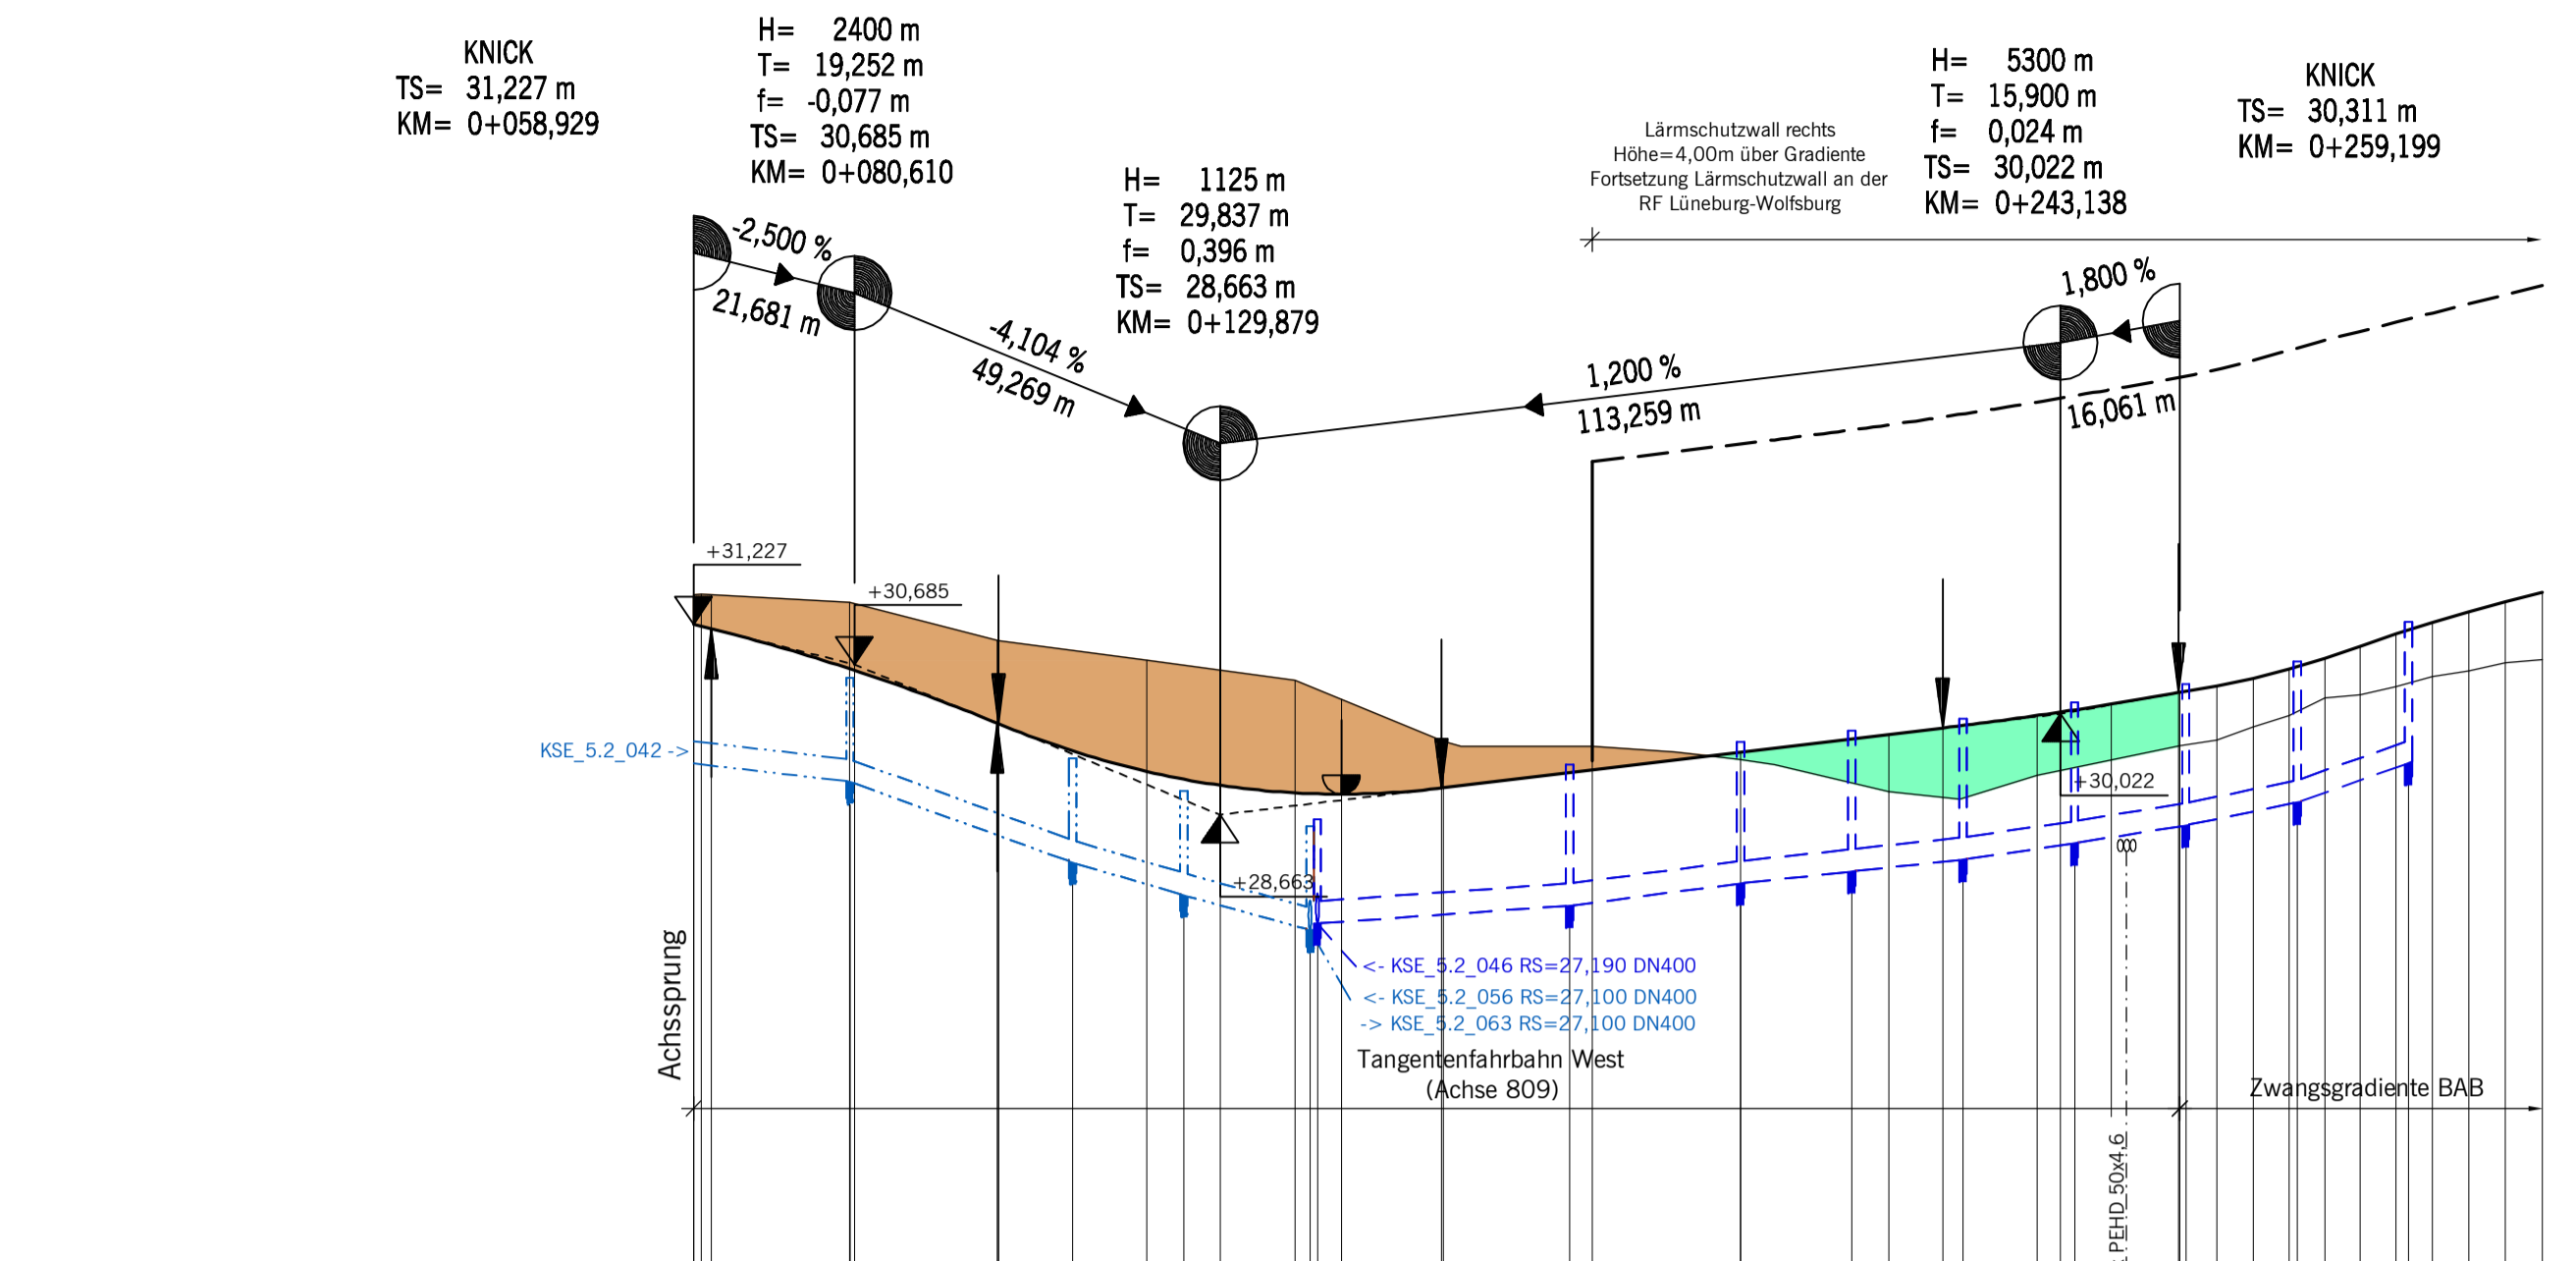 KNICK
TS= 31,227 m
KM= 0+058,929
H= 2400 m
T= 19,252 m
f= -0,077 m
TS= 30,685 m
KM= 0+080,610
H= 1125 m
T= 29,837 m
f= 0,396 m
TS= 28,663 m
KM= 0+129,879
Lärmschutzwall rechts
Höhe=4,00m über Gradiente
Fortsetzung Lärmschutzwall an der
RF Lüneburg-Wolfsburg
H= 5300 m
T= 15,900 m
f= 0,024 m
TS= 30,022 m
KM= 0+243,138
KNICK
TS= 30,311 m
KM= 0+259,199
-2,500 %
21,681 m
-4,104 %
49,269 m
1,200 %
113,259 m
1,800 %
16,061 m
+31,227
+30,685
KSE_5.2_042 ->
+30,022
+28,663
<- KSE_5.2_046 RS=27,190 DN400
<- KSE_5.2_056 RS=27,100 DN400
-> KSE_5.2_063 RS=27,100 DN400
Achssprung
Tangentenfahrbahn West
(Achse 809)
Zwangsgradiente BAB
PEHD 50x4,6